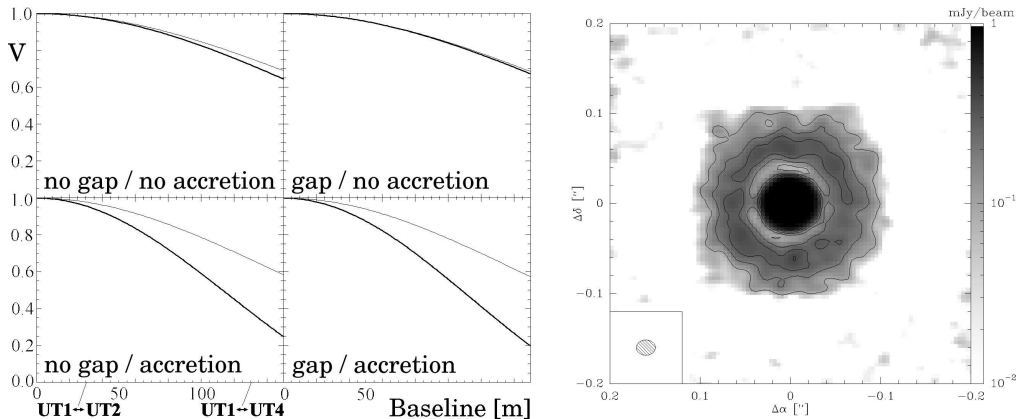 V
1.0
0.8
0.6
0.4
0.2
no gap / no accretion
gap / no accretion
1.0
0.8
0.6
0.4
0.2
0.0
no gap / accretion
gap / accretion
0 50 100 0 50
UT1↔UT2 UT1↔UT4 Baseline [m]
mJy/beam
1
10⁻¹
10⁻²
0.2
0.1
0
−0.1
−0.2
Δδ ["]
0.2 0.1 0 −0.1 −0.2
Δα ["]